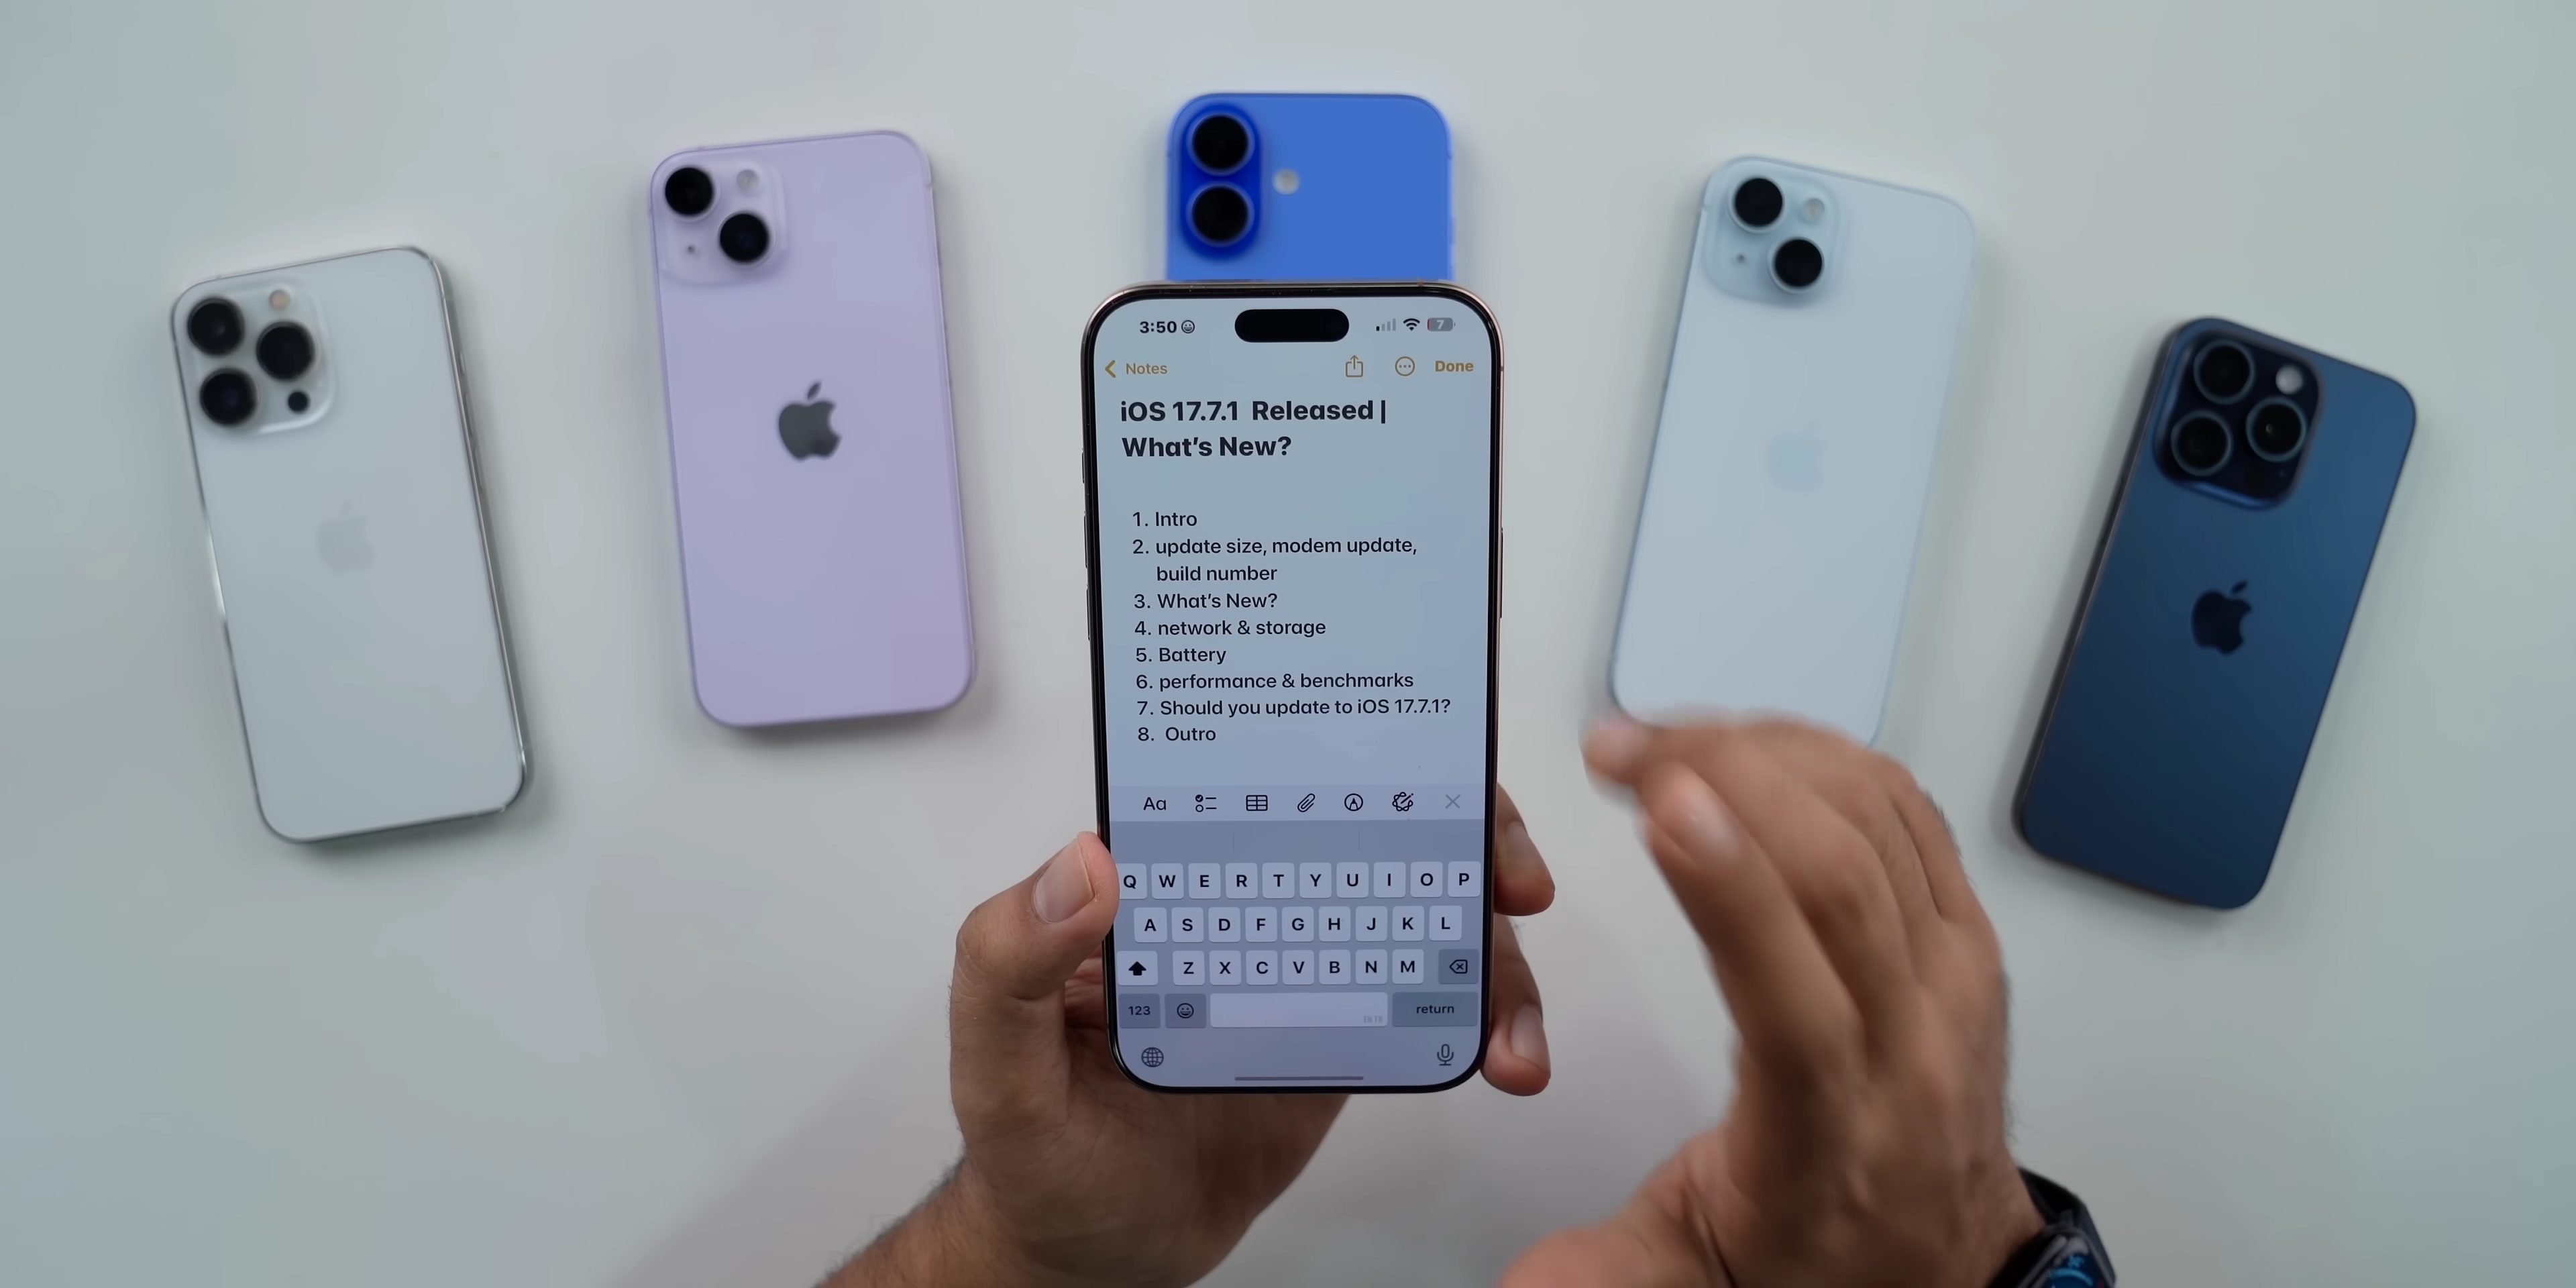 3:50
7
Notes
Done
iOS 17.7.1 Released |
What's New?
1. Intro
2. update size, modem update,
build number
3. What's New?
4. network & storage
5. Battery
6. performance & benchmarks
7. Should you update to iOS 17.7.1?
8. Outro
Aa
Q W E R T Y U I O P
A S D F G H J K L
Z X C V B N M
123
return